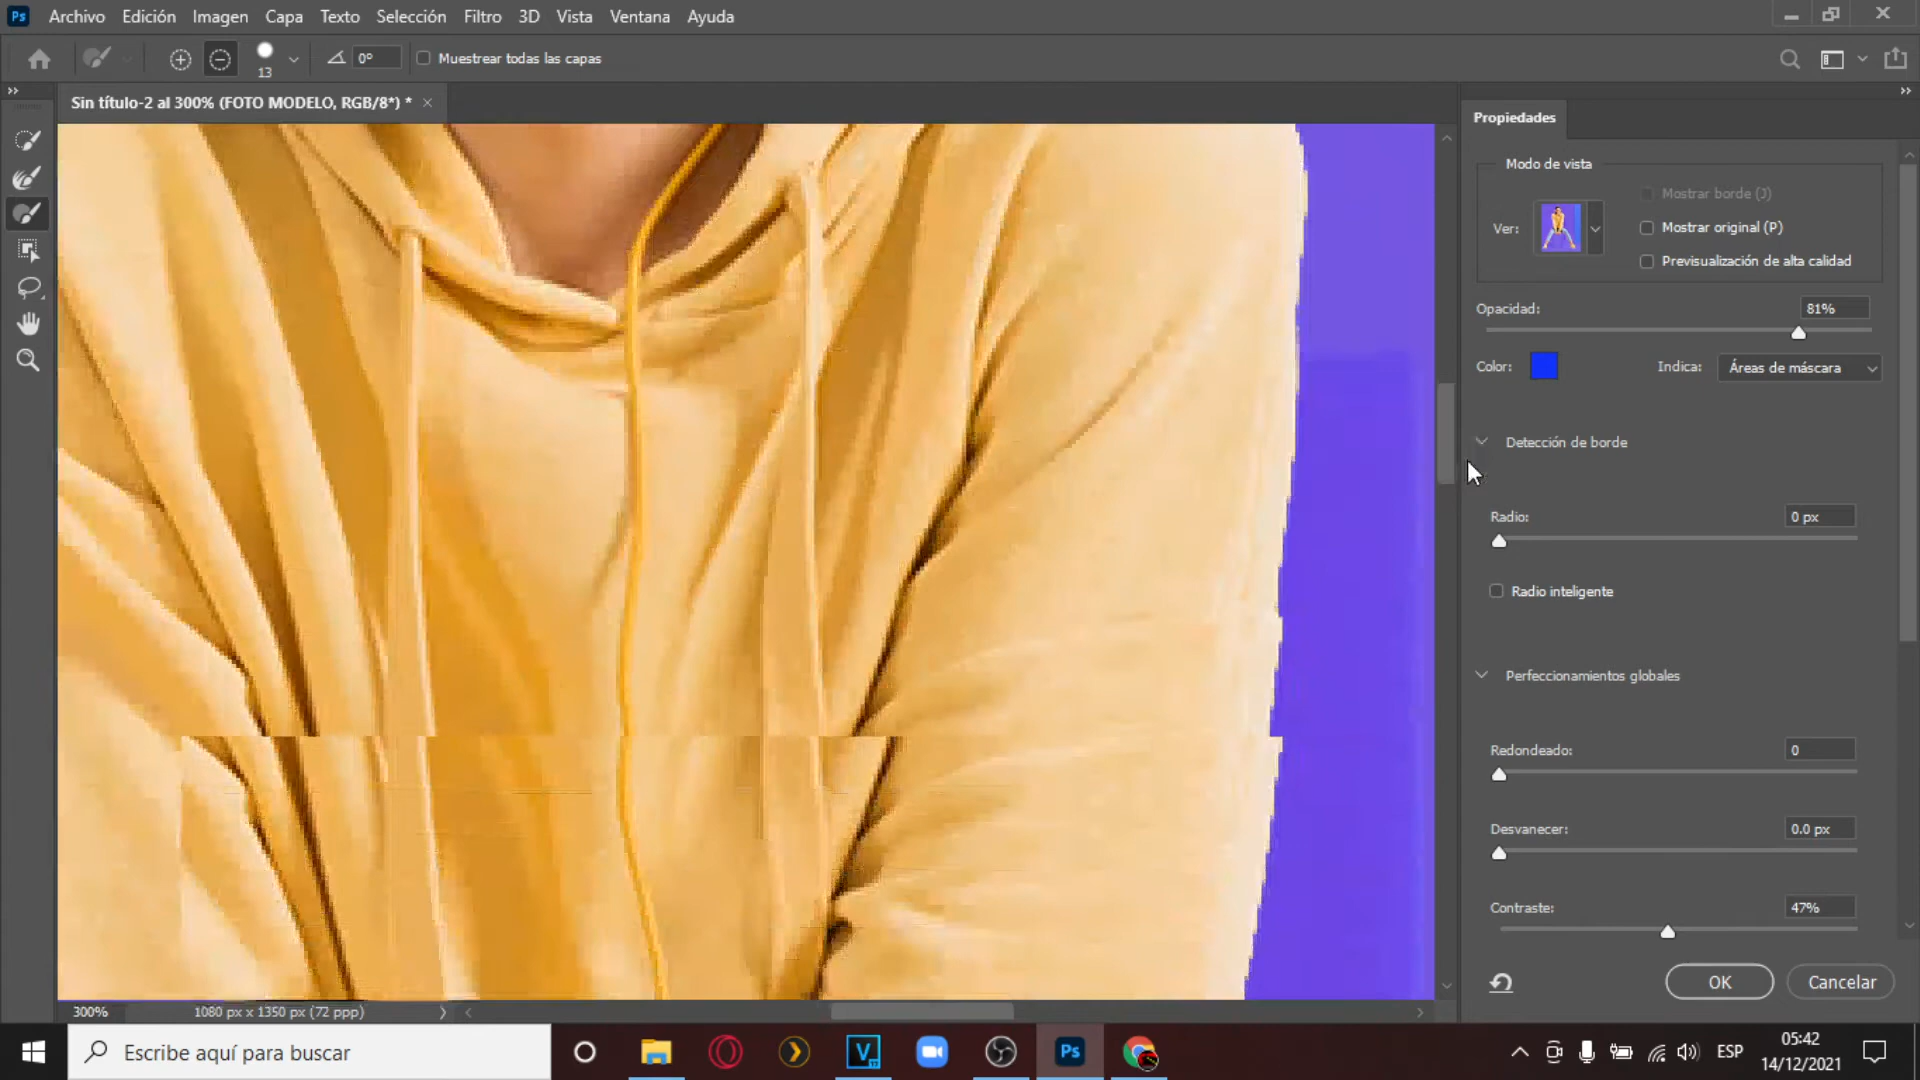 Ps Archivo Edición Imagen Capa Texto Selección Filtro 3D Vista Ventana Ayuda
13 0° Muestrear todas las capas
Sin título-2 al 300% (FOTO MODELO, RGB/8*) *
Propiedades
Modo de vista
Mostrar borde (J)
Ver: Mostrar original (P)
Previsualización de alta calidad
Opacidad: 81%
Color: Indica: Áreas de máscara
Detección de borde
Radio: 0 px
Radio inteligente
Perfeccionamientos globales
Redondeado: 0
Desvanecer: 0.0 px
Contraste: 47%
OK Cancelar
300% 1080 px x 1350 px (72 ppp)
Escribe aquí para buscar
V
Ps
ESP
05:42
14/12/2021